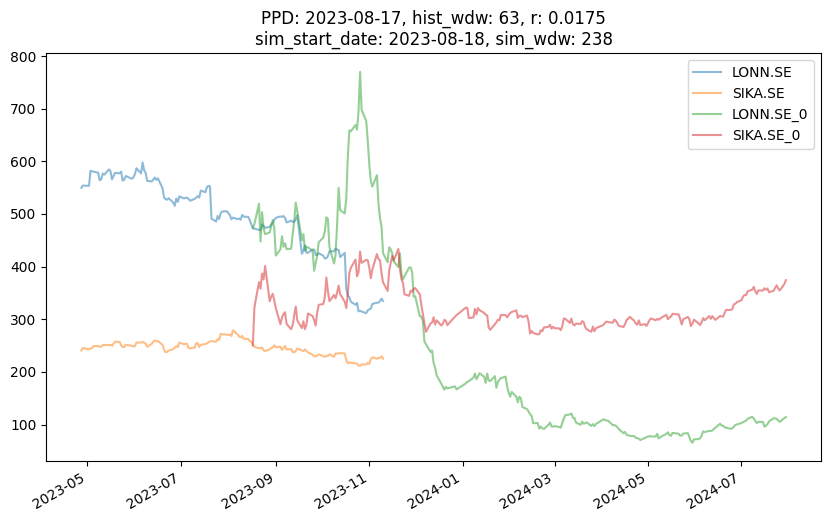 PPD: 2023-08-17, hist_wdw: 63, r: 0.0175
sim_start_date: 2023-08-18, sim_wdw: 238
LONN.SE
SIKA.SE
LONN.SE_0
SIKA.SE_0
800
700
600
500
400
300
200
100
2023-05
2023-07
2023-09
2023-11
2024-01
2024-03
2024-05
2024-07